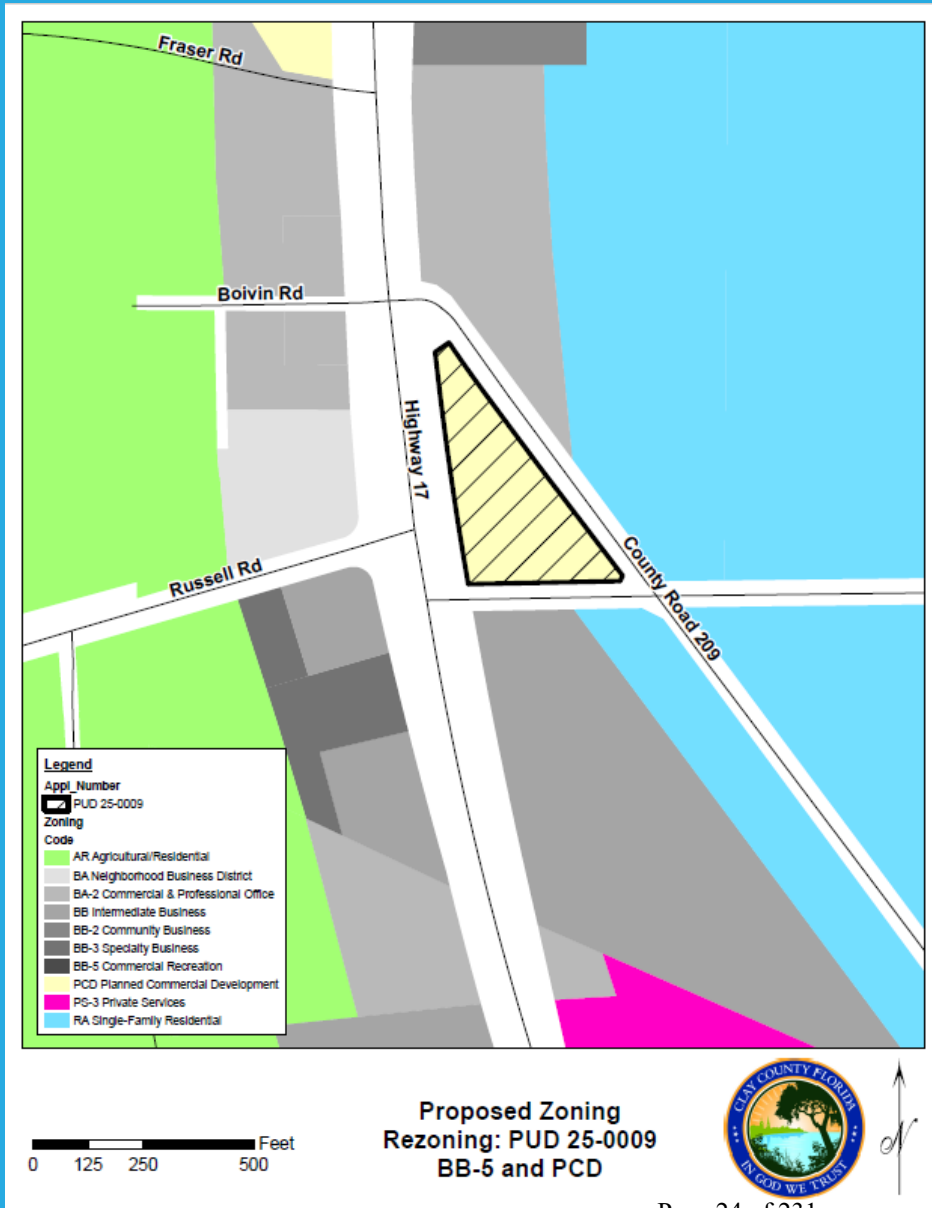 Fraser Rd
Boivin Rd
Highway 17
Russell Rd
County Road 209
Legend
Appl_Number
PUD 25-0009
Zoning
Code
AR Agricultural/Residential
BA Neighborhood Business District
BA-2 Commercial & Professional Office
BB Intermediate Business
BB-2 Community Business
BB-3 Specialty Business
BB-5 Commercial Recreation
PCD Planned Commercial Development
PS-3 Private Services
RA Single-Family Residential
Feet
0 125 250 500
Proposed Zoning
Rezoning: PUD 25-0009
BB-5 and PCD
CLAY COUNTY FLORIDA
IN GOD WE TRUST
N